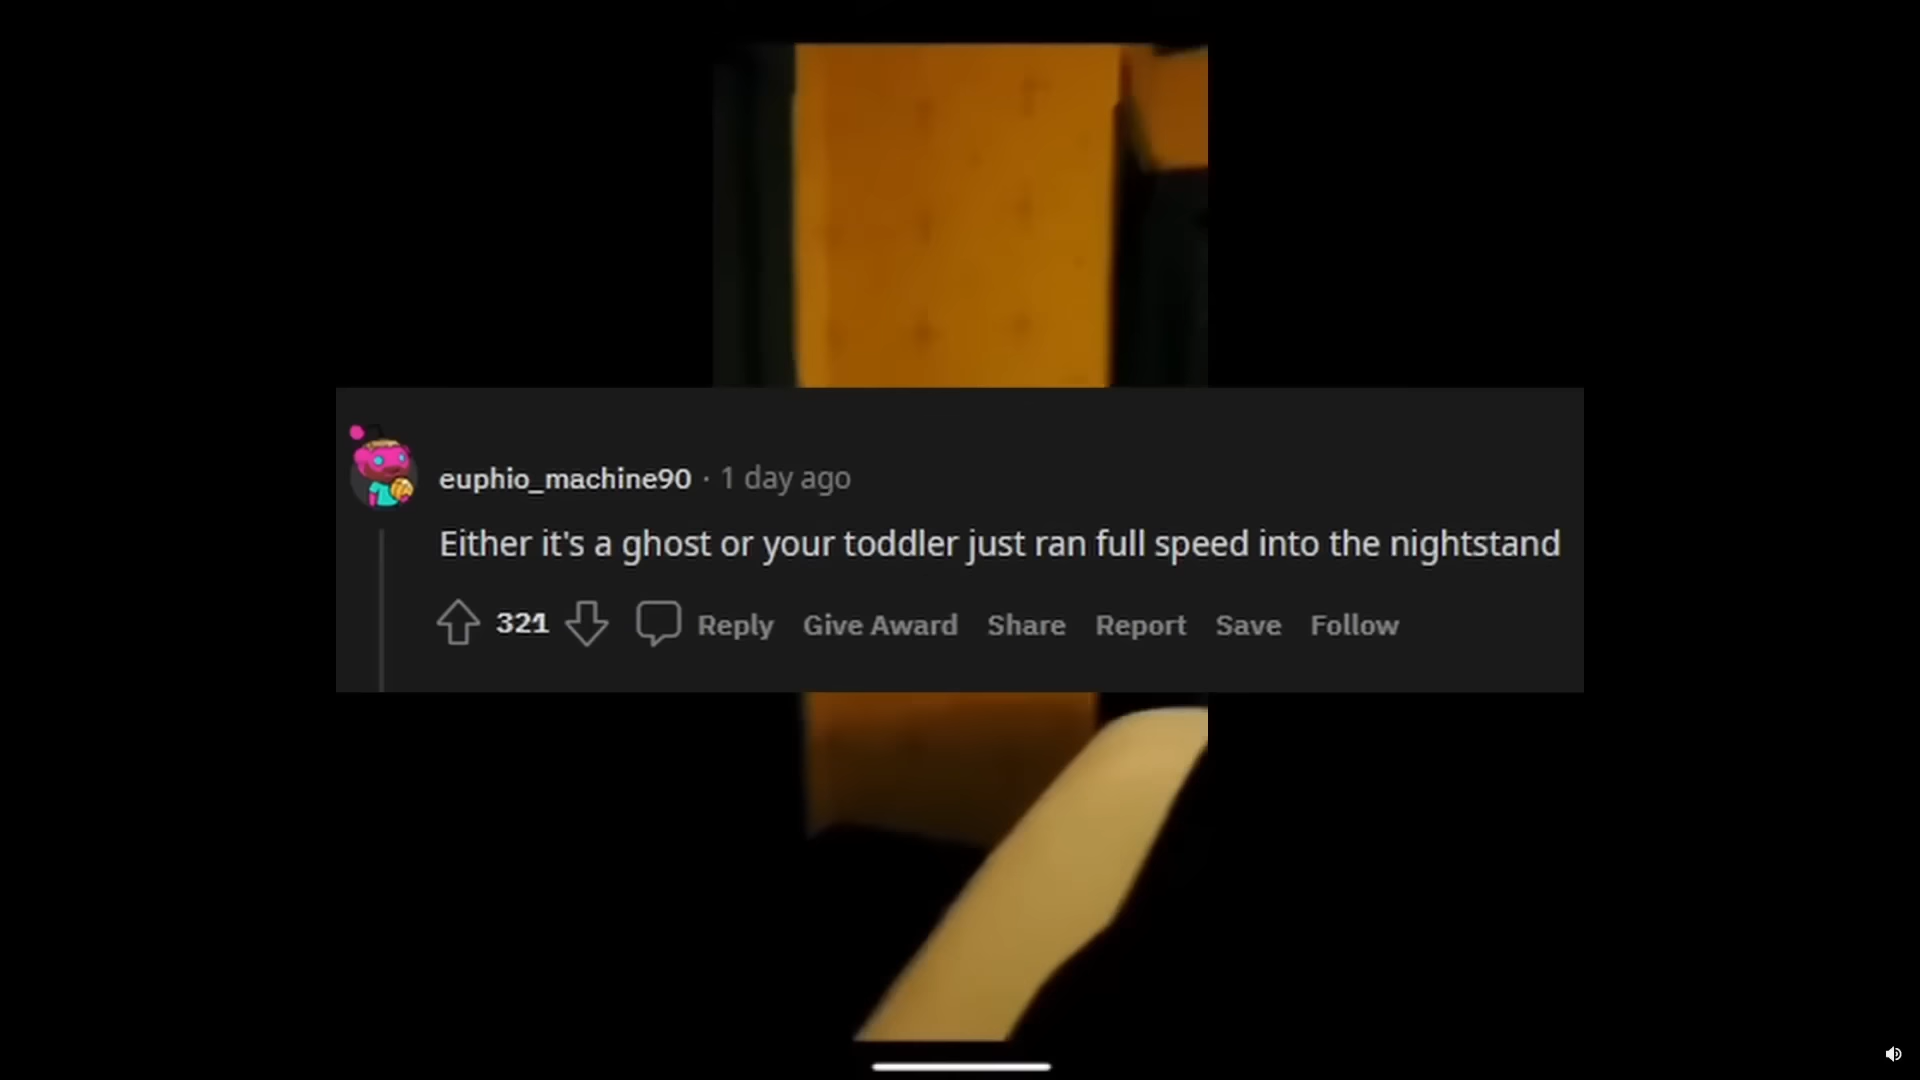 euphio_machine90 · 1 day ago
Either it's a ghost or your toddler just ran full speed into the nightstand
321 Reply Give Award Share Report Save Follow